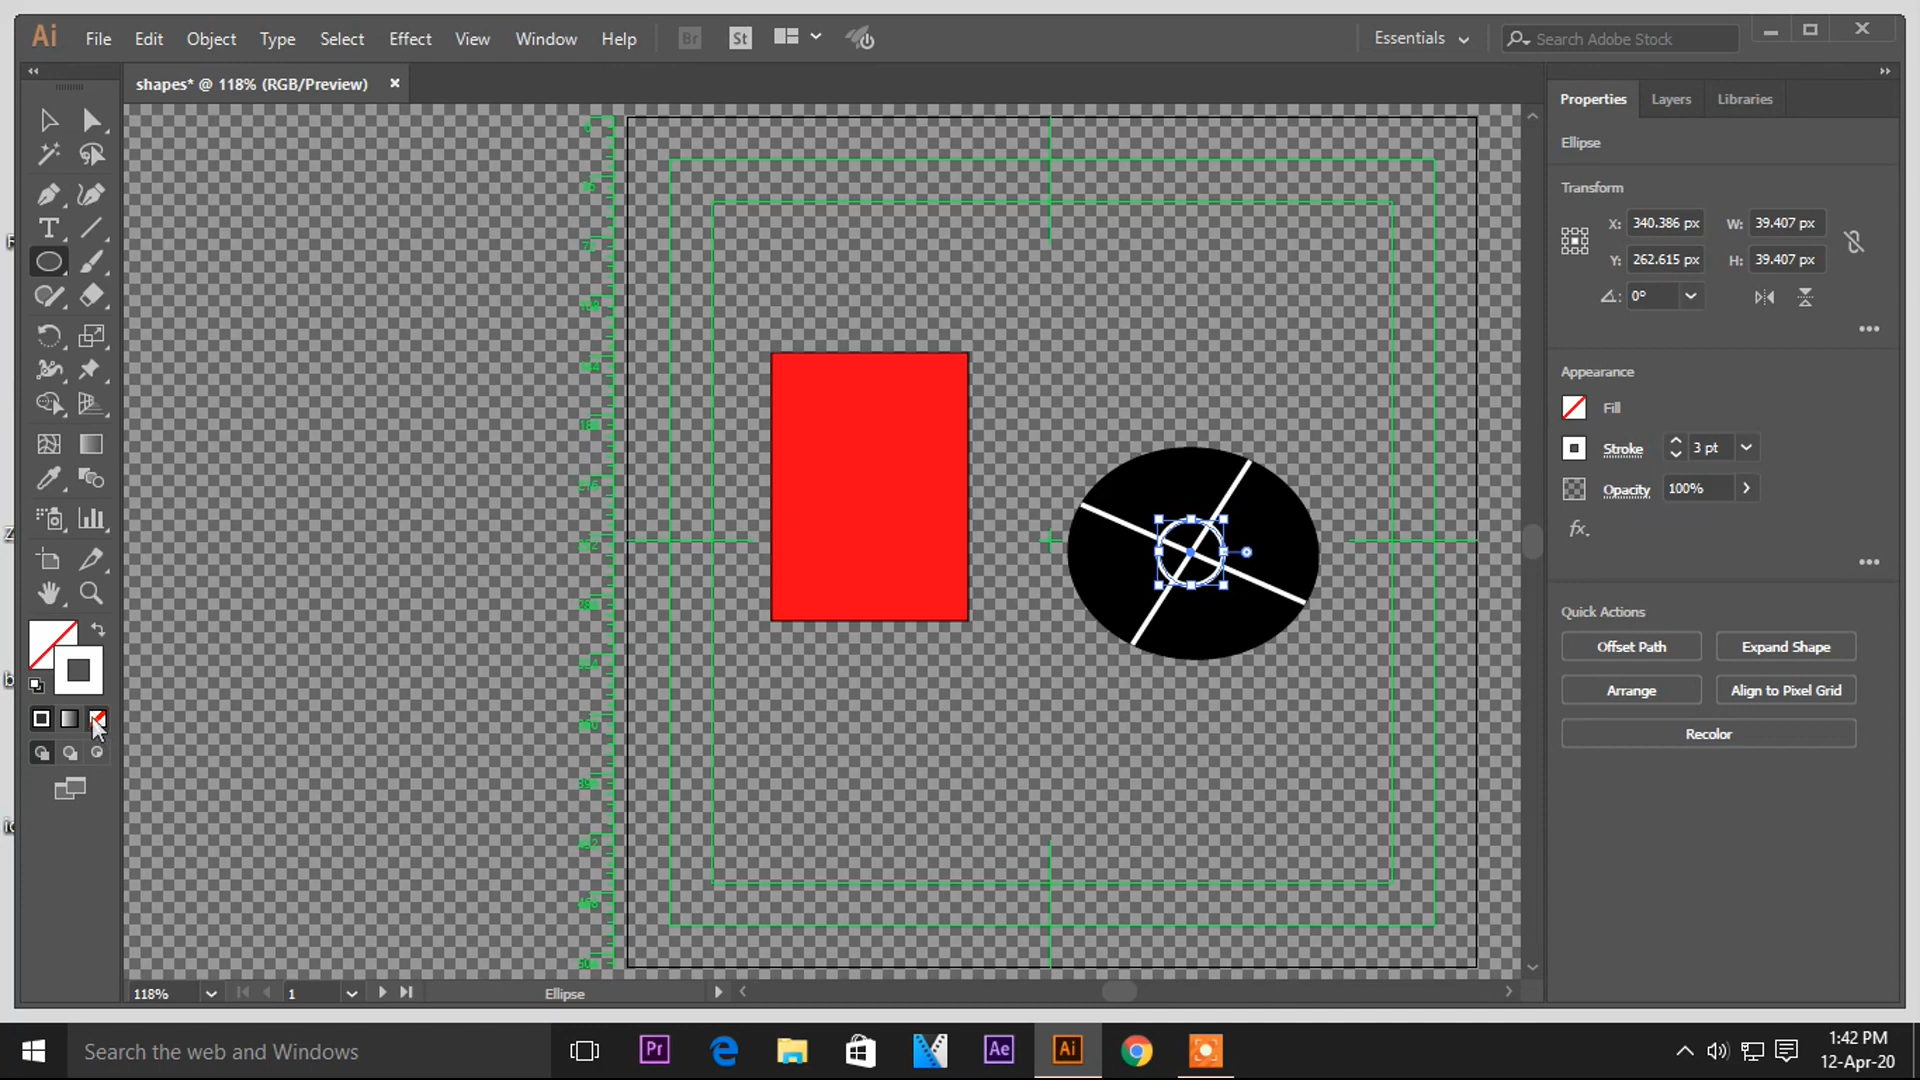 Ai File Edit Object Type Select Effect View Window Help Br St Essentials Search Adobe Stock
shapes* @ 118% (RGB/Preview)
Properties Layers Libraries
Ellipse
Transform
X: 340.386 px W: 39.407 px
Y: 262.615 px H: 39.407 px
0°
Appearance
Fill
Stroke 3 pt
Opacity 100%
fx.
Quick Actions
Offset Path Expand Shape
Arrange Align to Pixel Grid
Recolor
0
72
118% 1 Ellipse
Search the web and Windows Pr Ae Ai 1:42 PM
12-Apr-20